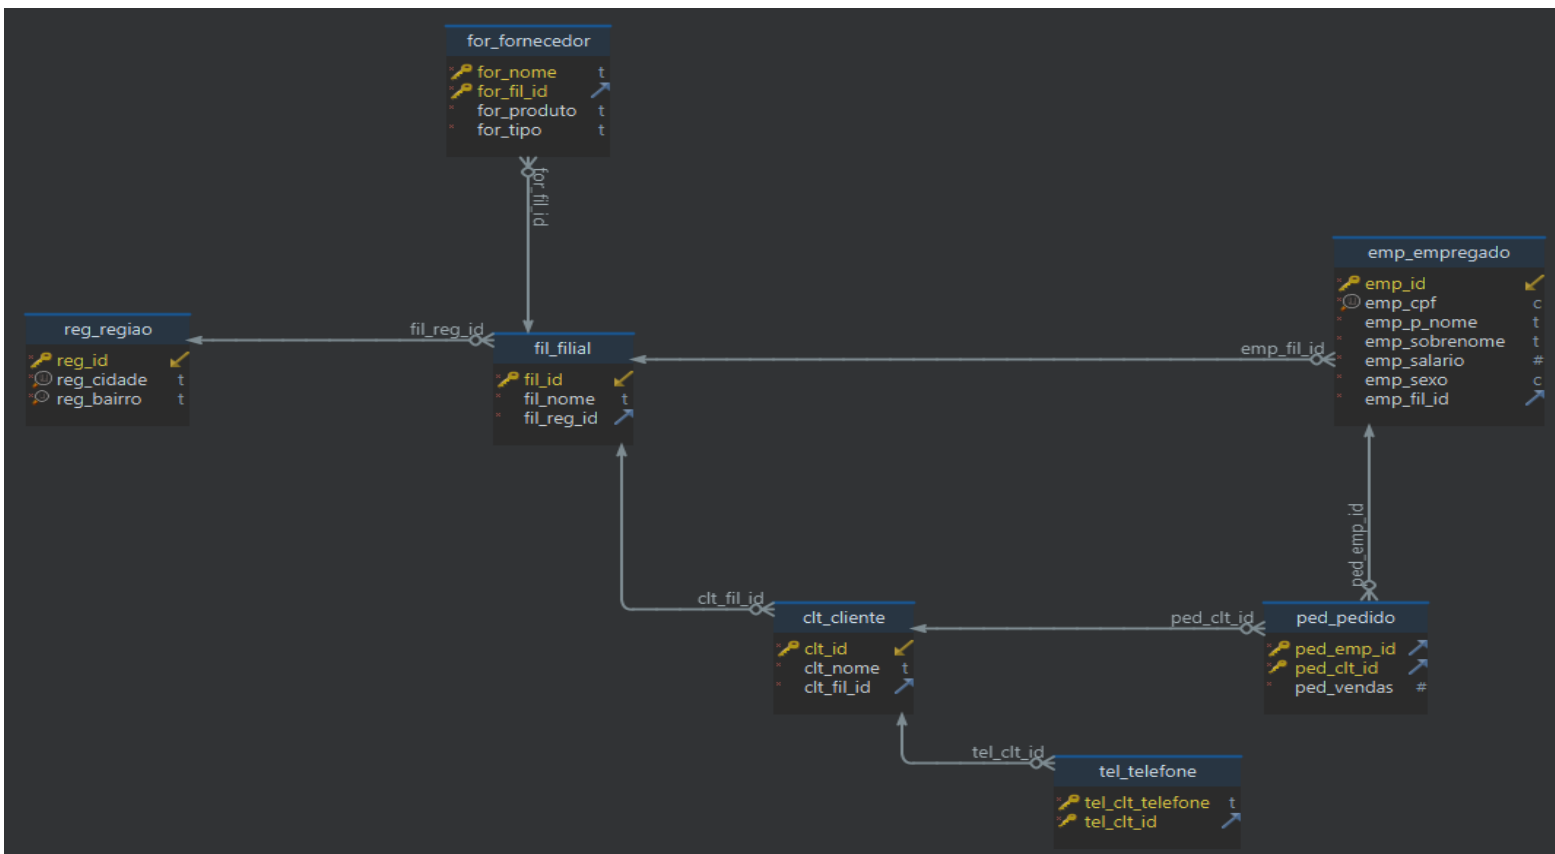 for_fornecedor
for_nome t
for_fil_id
for_produto t
for_tipo t
for_fil_id
reg_regiao
reg_id
reg_cidade t
reg_bairro t
fil_reg_id
fil_filial
fil_id
fil_nome t
fil_reg_id
emp_fil_id
emp_empregado
emp_id
emp_cpf c
emp_p_nome t
emp_sobrenome t
emp_salario #
emp_sexo c
emp_fil_id
ped_emp_id
clt_fil_id
clt_cliente
clt_id
clt_nome t
clt_fil_id
ped_clt_id
ped_pedido
ped_emp_id
ped_clt_id
ped_vendas #
tel_clt_id
tel_telefone
tel_clt_telefone t
tel_clt_id